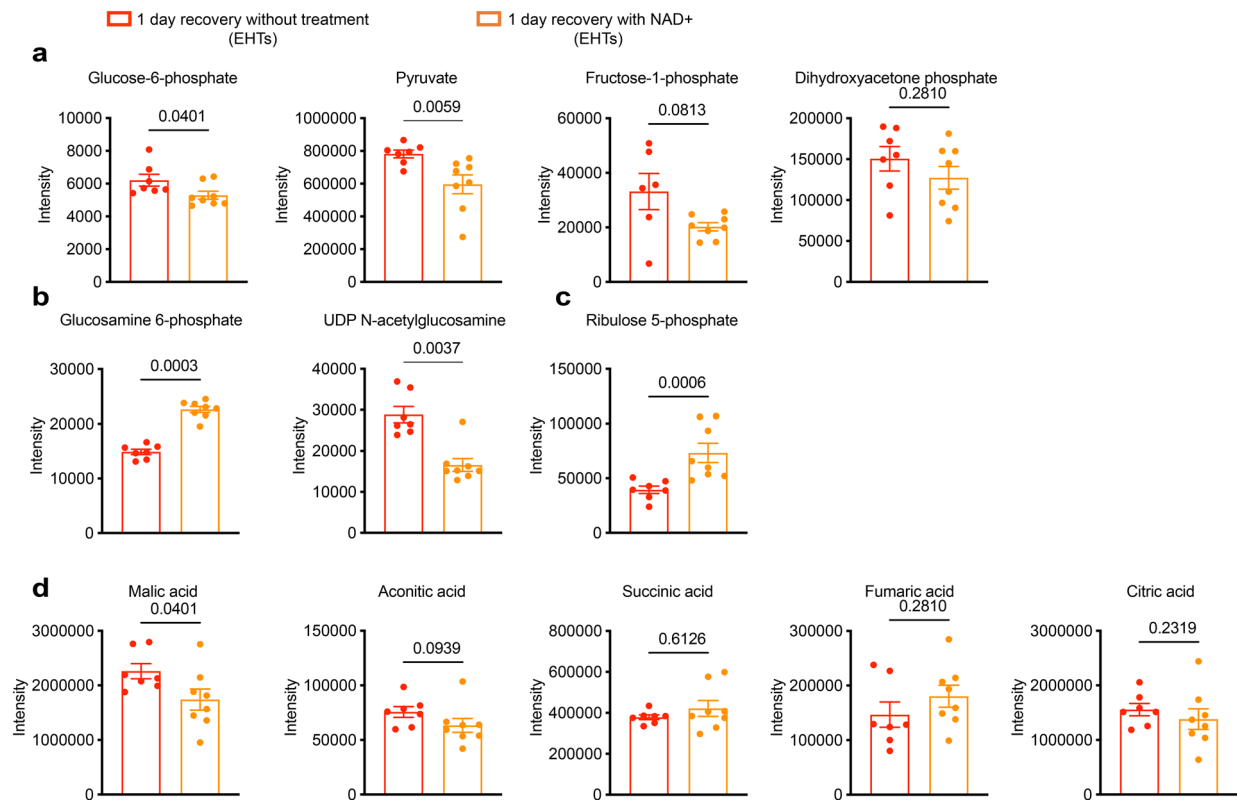 1 day recovery without treatment
(EHTs)
1 day recovery with NAD+
(EHTs)
a
Glucose-6-phosphate
0.0401
Intensity
10000
8000
6000
4000
2000
0
Pyruvate
0.0059
Intensity
1000000
800000
600000
400000
200000
0
Fructose-1-phosphate
0.0813
Intensity
60000
40000
20000
0
Dihydroxyacetone phosphate
0.2810
Intensity
200000
150000
100000
50000
0
b
Glucosamine 6-phosphate
0.0003
Intensity
30000
20000
10000
0
UDP N-acetylglucosamine
0.0037
Intensity
40000
30000
20000
10000
0
c
Ribulose 5-phosphate
0.0006
Intensity
150000
100000
50000
0
d
Malic acid
0.0401
Intensity
3000000
2000000
1000000
0
Aconitic acid
0.0939
Intensity
150000
100000
50000
0
Succinic acid
0.6126
Intensity
800000
600000
400000
200000
0
Fumaric acid
0.2810
Intensity
300000
200000
100000
0
Citric acid
0.2319
Intensity
3000000
2000000
1000000
0